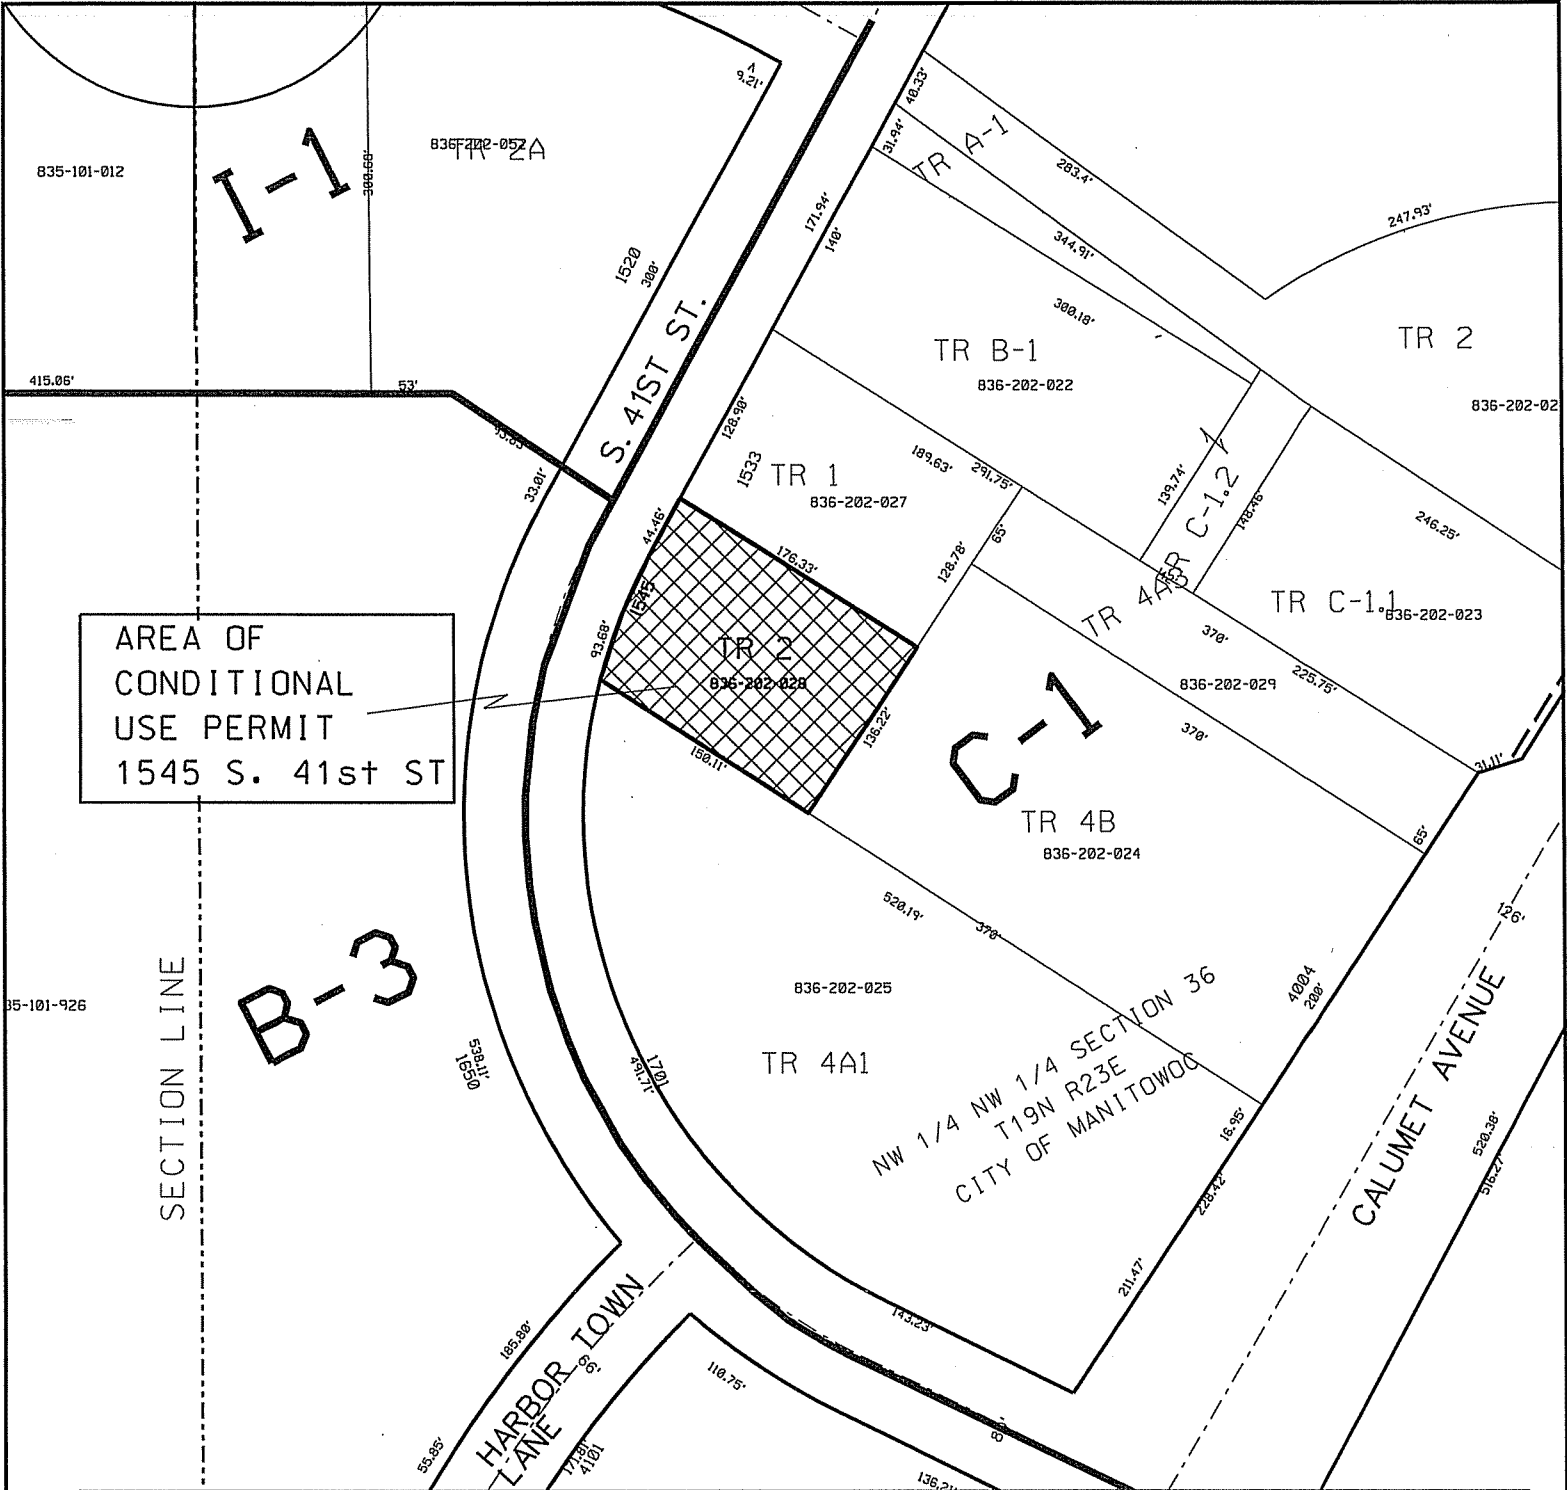 9.21'
40.33'
31.94'
TR A-1
283.4'
247.93'
835-101-012
I-1
300.68'
836-202-052
TR 2A
171.94'
140'
344.91'
300.18'
1520
300'
S. 41ST ST.
TR B-1
836-202-022
TR 2
836-202-02
415.06'
53'
33.01'
128.90'
1533
TR 1
836-202-027
189.63'
291.75'
139.74'
TR C-1.2
148.46'
246.25'
44.46'
176.33'
128.78'
65'
TR 4A3
TR C-1.1
836-202-023
AREA OF
CONDITIONAL
USE PERMIT
1545 S. 41st ST
1545
93.68'
TR 2
836-202-028
136.22'
150.11'
370'
225.75'
836-202-029
370'
31.11'
C-1
TR 4B
836-202-024
65'
520.19'
370'
126'
B-3
SECTION LINE
35-101-926
836-202-025
TR 4A1
538.11'
1650
1701
491.71'
4004
200'
NW 1/4 NW 1/4 SECTION 36
T19N R23E
CITY OF MANITOWOC
16.95'
228.42'
211.47'
CALUMET AVENUE
520.38'
516.27'
143.23'
185.80'
HARBOR TOWN
LANE
66'
110.75'
55.85'
171.81'
4101
136.21'